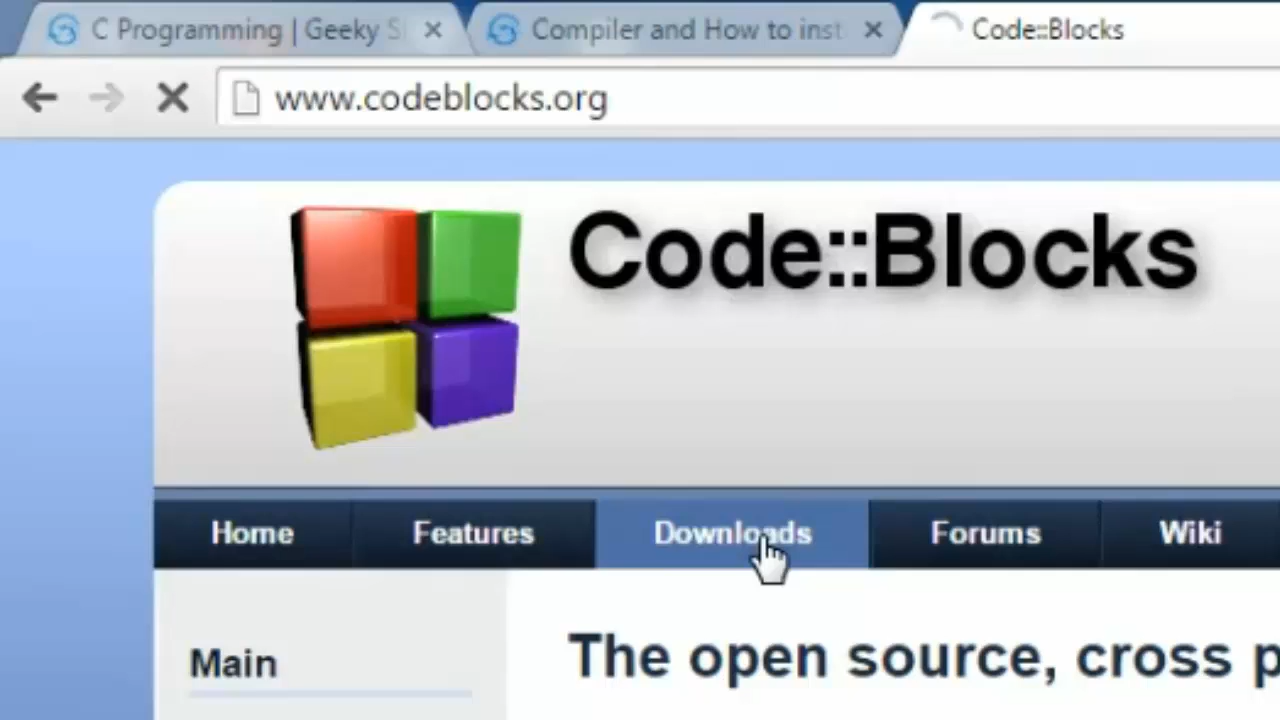 C Programming | Geeky S
Compiler and How to inst
Code::Blocks
www.codeblocks.org
Code::Blocks
Home
Features
Downloads
Forums
Wiki
Main
The open source, cross p